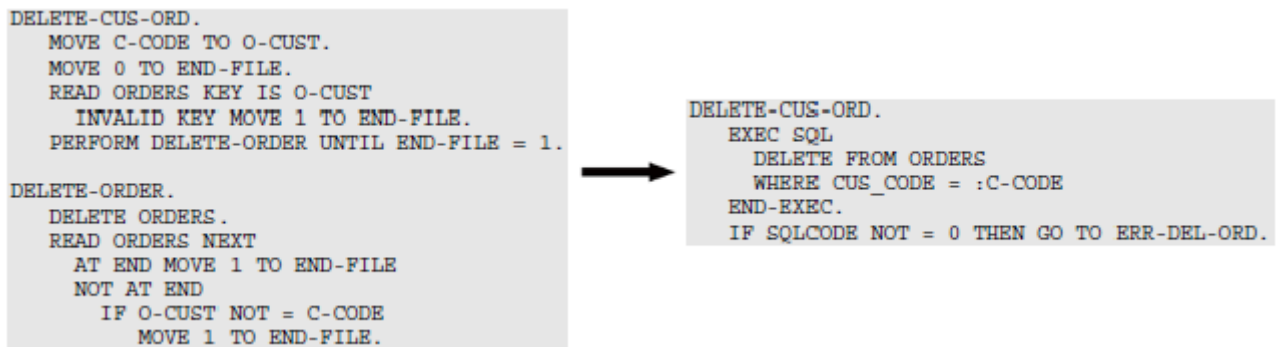 DELETE-CUS-ORD.
MOVE C-CODE TO O-CUST.
MOVE 0 TO END-FILE.
READ ORDERS KEY IS O-CUST
INVALID KEY MOVE 1 TO END-FILE.
PERFORM DELETE-ORDER UNTIL END-FILE = 1.
DELETE-ORDER.
DELETE ORDERS.
READ ORDERS NEXT
AT END MOVE 1 TO END-FILE
NOT AT END
IF O-CUST NOT = C-CODE
MOVE 1 TO END-FILE.
DELETE-CUS-ORD.
EXEC SQL
DELETE FROM ORDERS
WHERE CUS_CODE = :C-CODE
END-EXEC.
IF SQLCODE NOT = 0 THEN GO TO ERR-DEL-ORD.